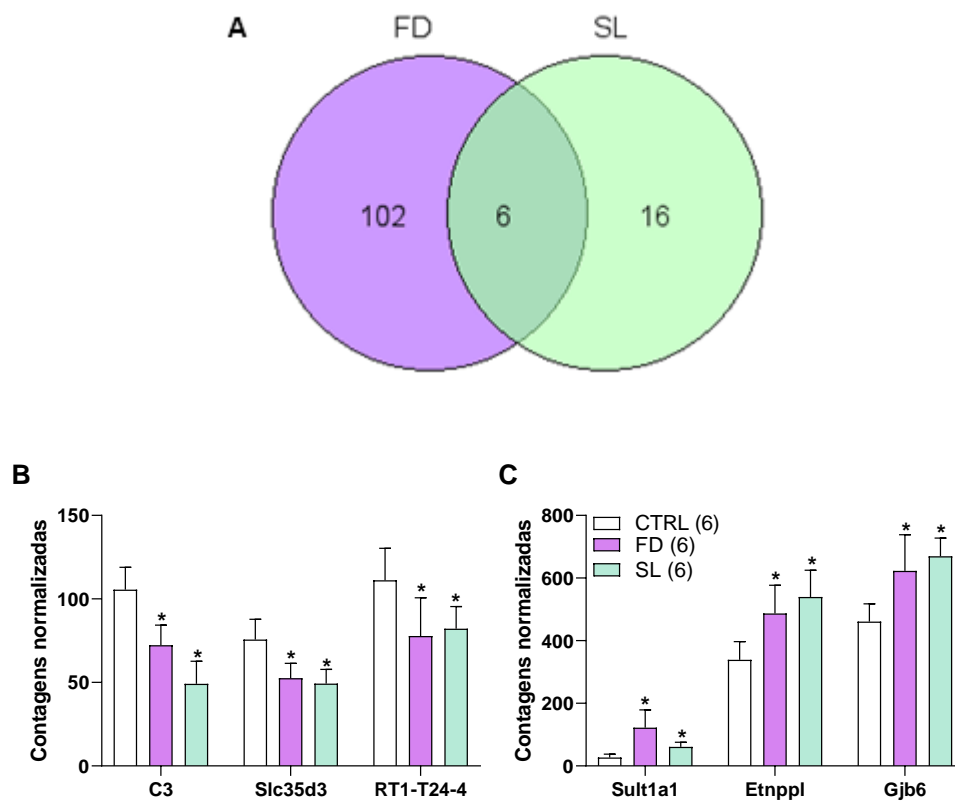 A
FD
SL
102
6
16
B
Contagens normalizadas
150
100
50
0
*
*
*
*
*
*
C3
Slc35d3
RT1-T24-4
C
Contagens normalizadas
800
600
400
200
0
CTRL (6)
FD (6)
SL (6)
*
*
*
*
*
*
Sult1a1
Etnppl
Gjb6